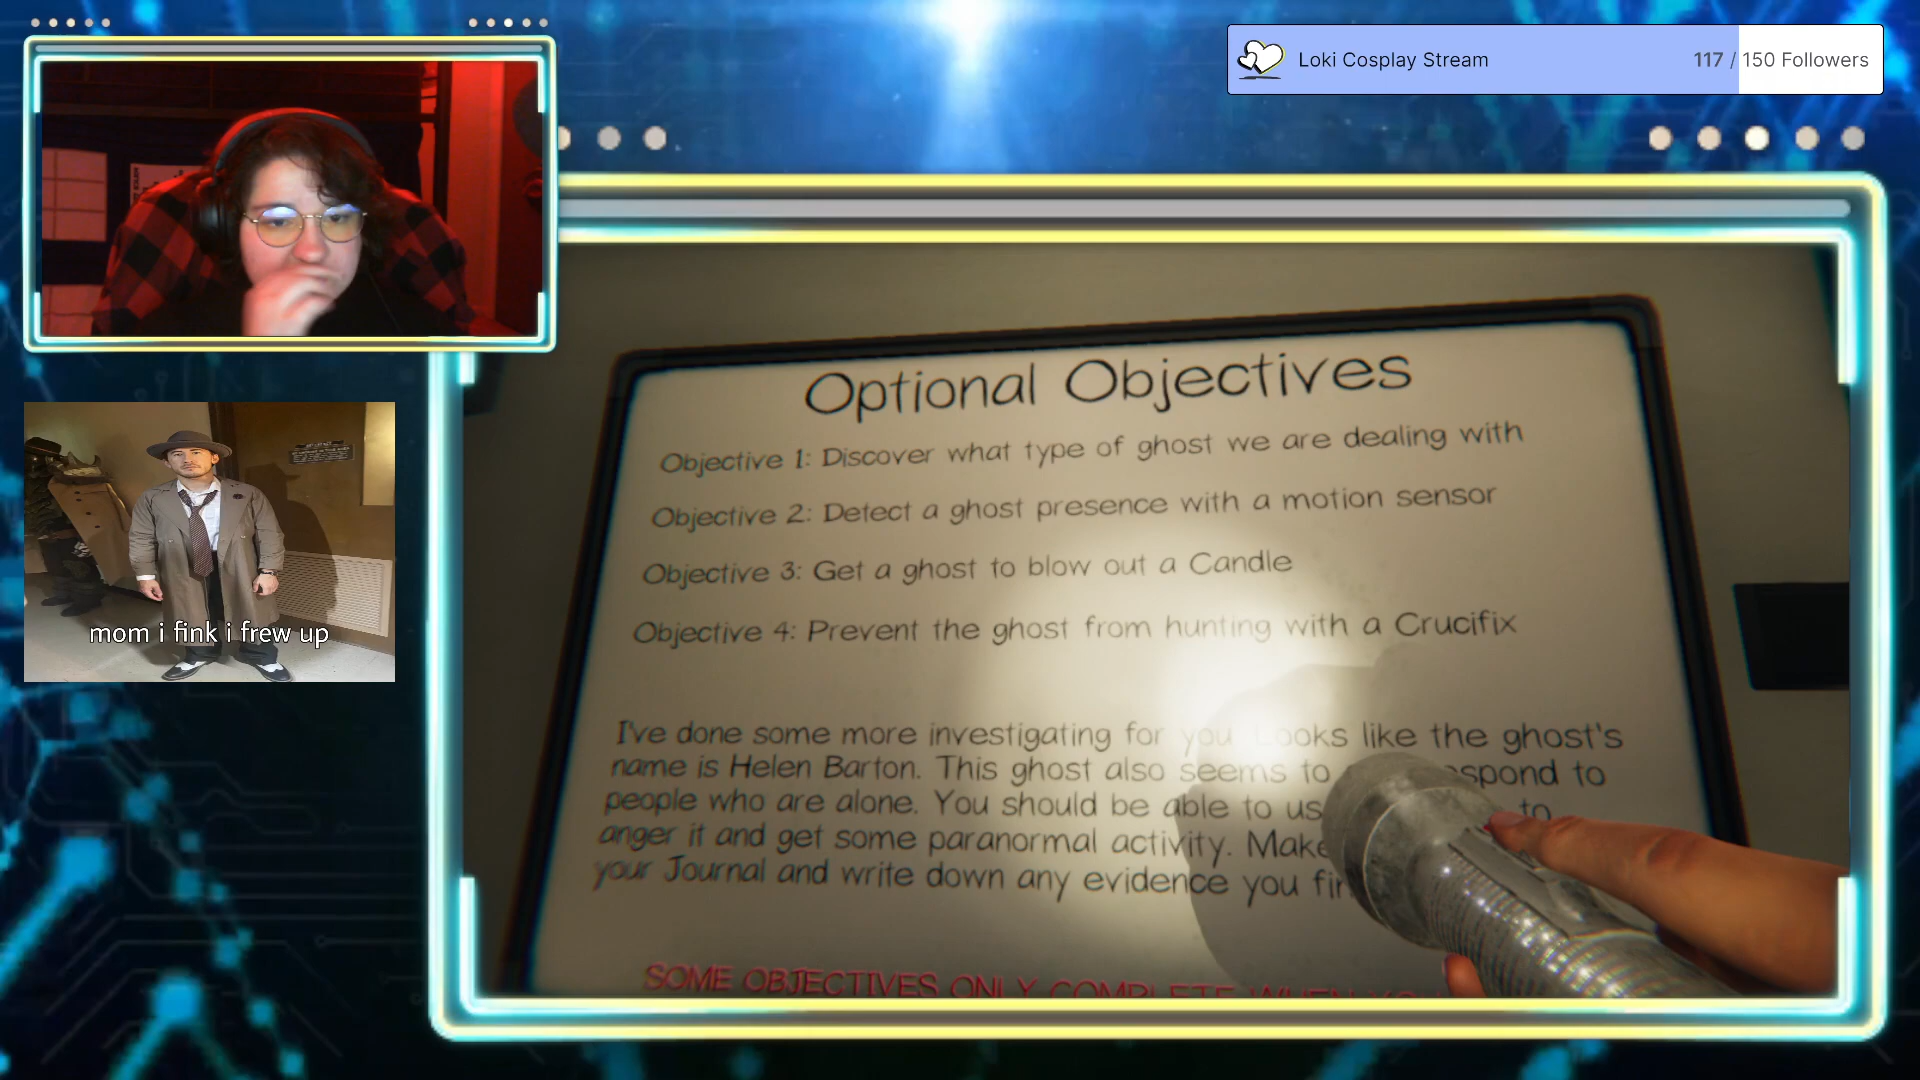 Loki Cosplay Stream 117 / 150 Followers
Optional Objectives
Objective 1: Discover what type of ghost we are dealing with
Objective 2: Detect a ghost presence with a motion sensor
Objective 3: Get a ghost to blow out a Candle
Objective 4: Prevent the ghost from hunting with a Crucifix
I've done some more investigating for you. Looks like the ghost's
name is Helen Barton. This ghost also seems to
people who are alone. You should be able to to
anger it and get some paranormal activity. Make
your Journal and write down any evidence you
SOME OBJECTIVES ONLY COMPLETE WHEN
mom i fink i frew up